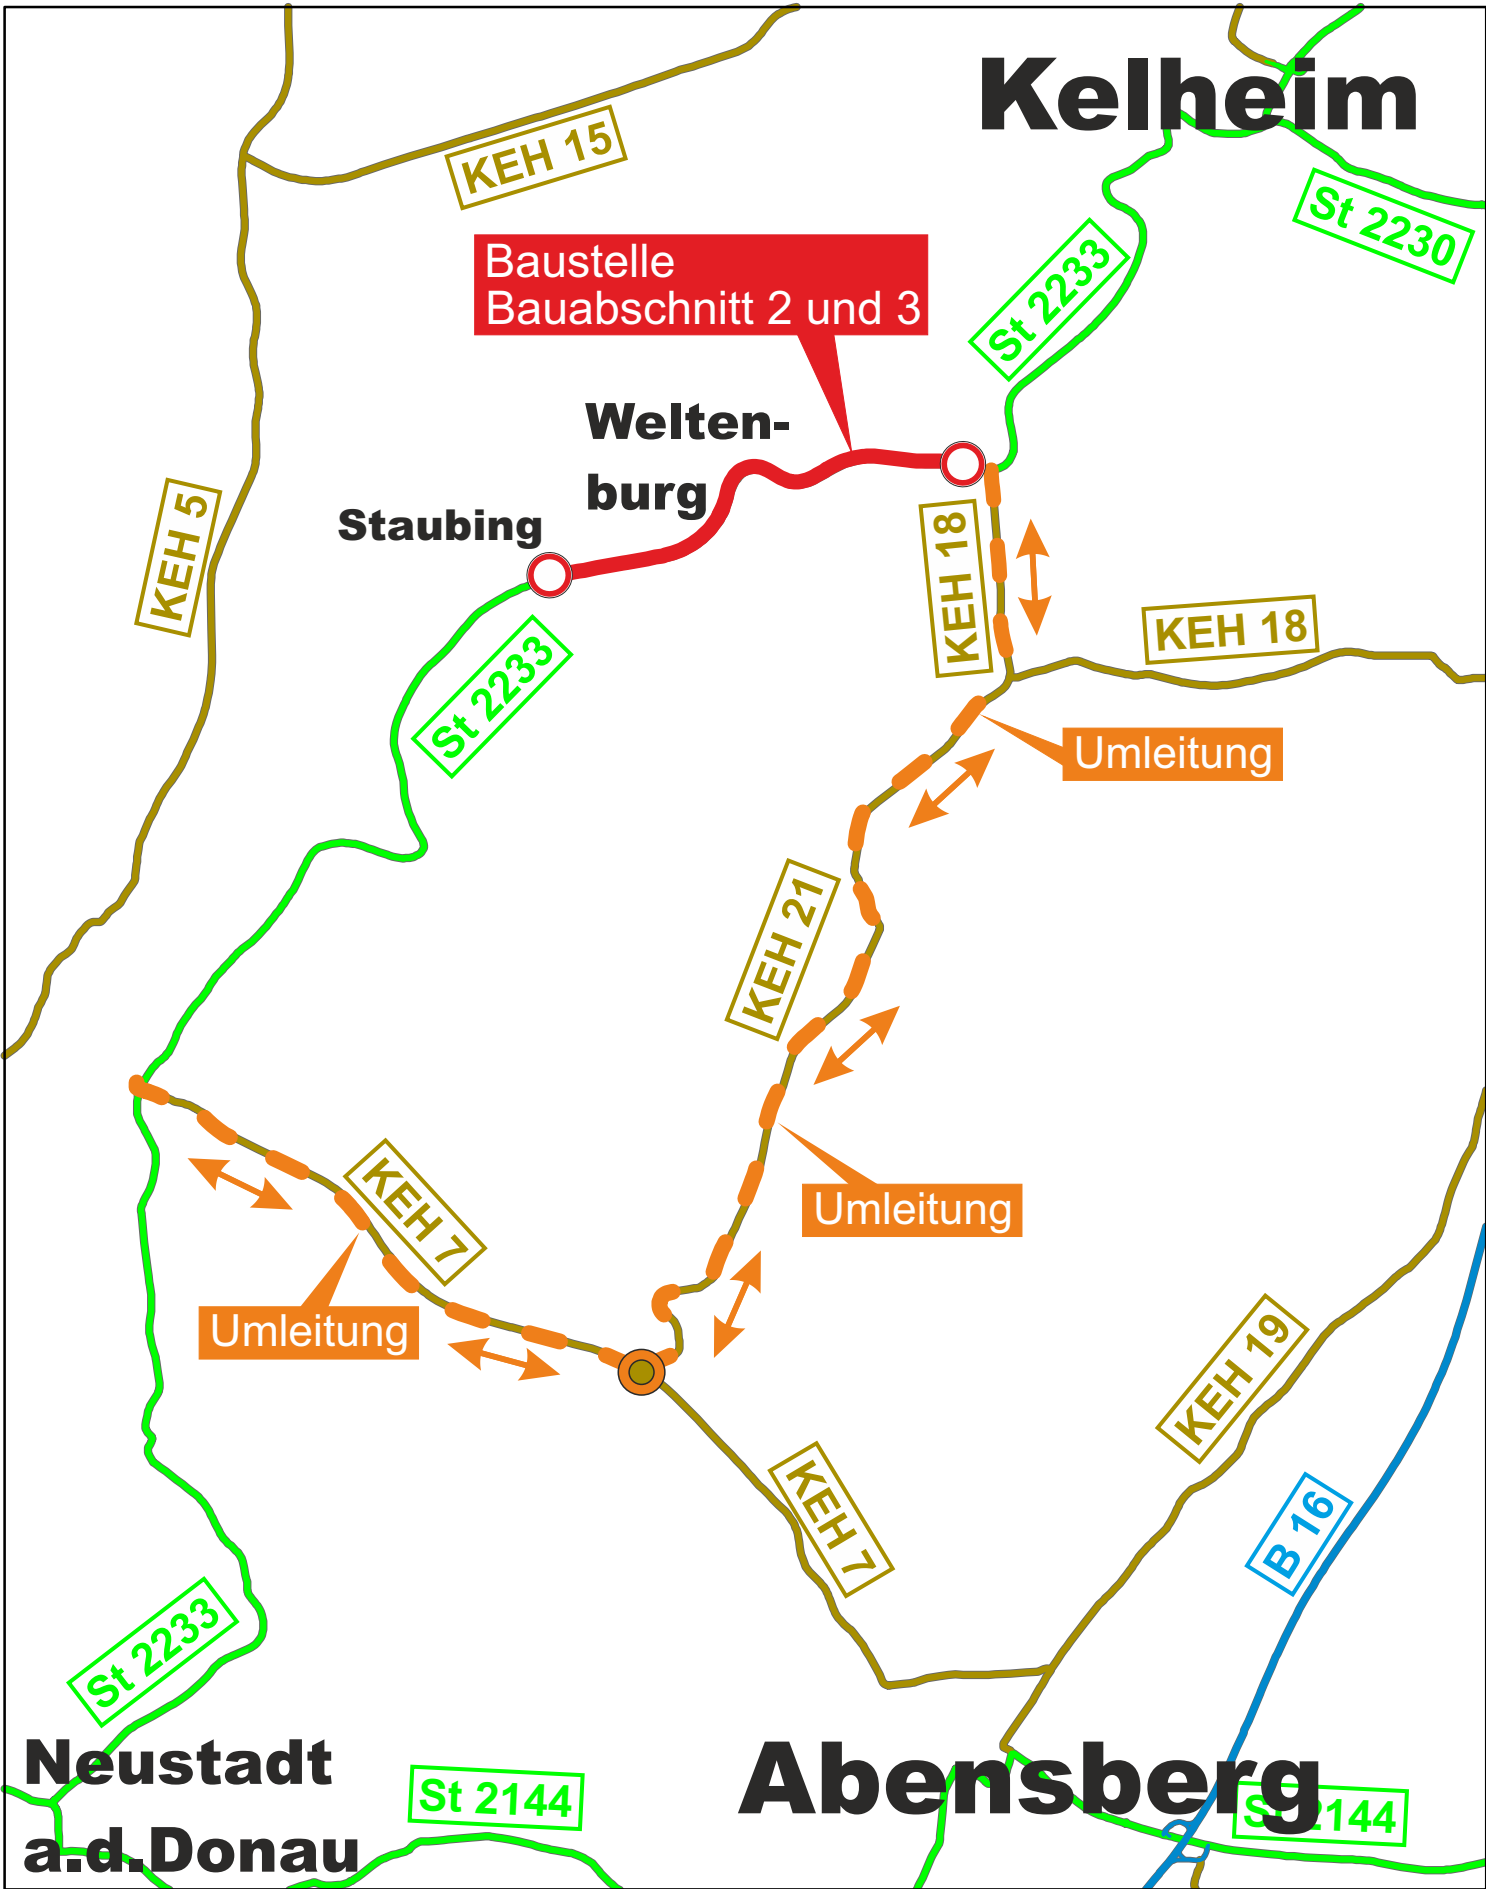 Kelheim
KEH 15
St 2230
Baustelle
Bauabschnitt 2 und 3
St 2233
Welten-
burg
Staubing
KEH 5
KEH 18
KEH 18
St 2233
Umleitung
KEH 21
KEH 7
Umleitung
Umleitung
KEH 19
KEH 7
B 16
St 2233
Neustadt
a.d.Donau
St 2144
Abensberg
St 2144